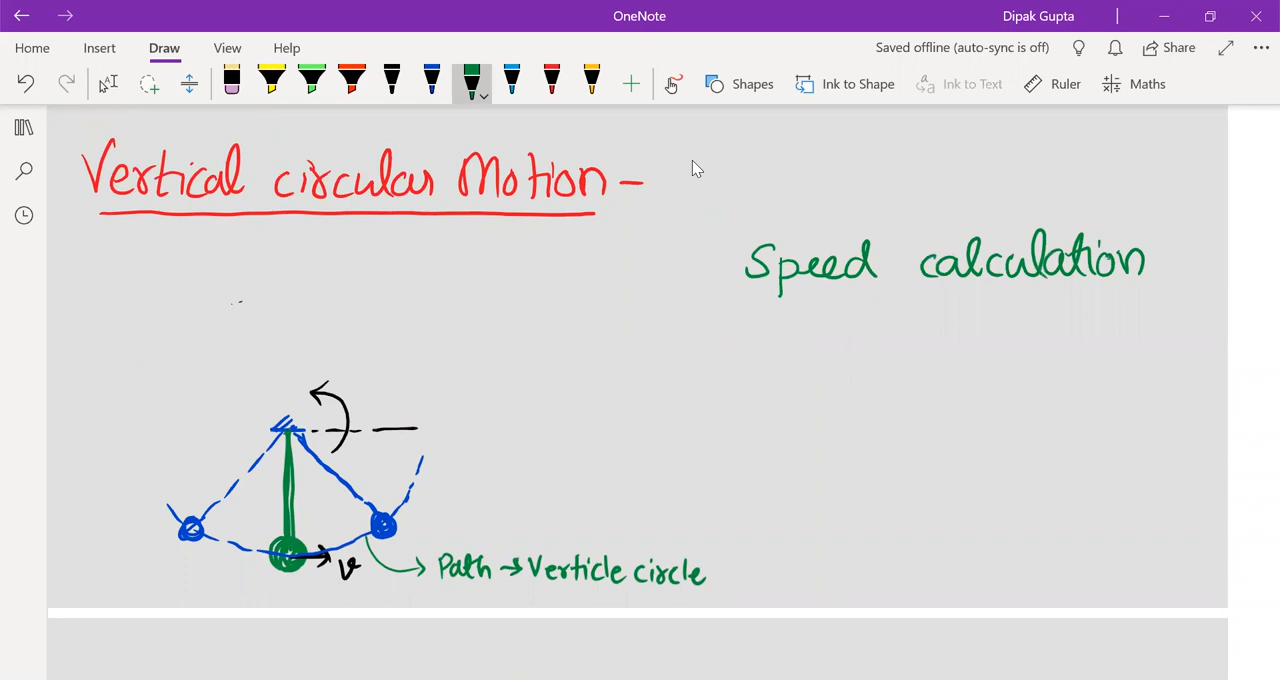 OneNote
Dipak Gupta
Home Insert Draw View Help
Saved offline (auto-sync is off) Share
Shapes Ink to Shape Ink to Text Ruler Maths
Vertical circular Motion -
Speed calculation
v
Path → Verticle circle